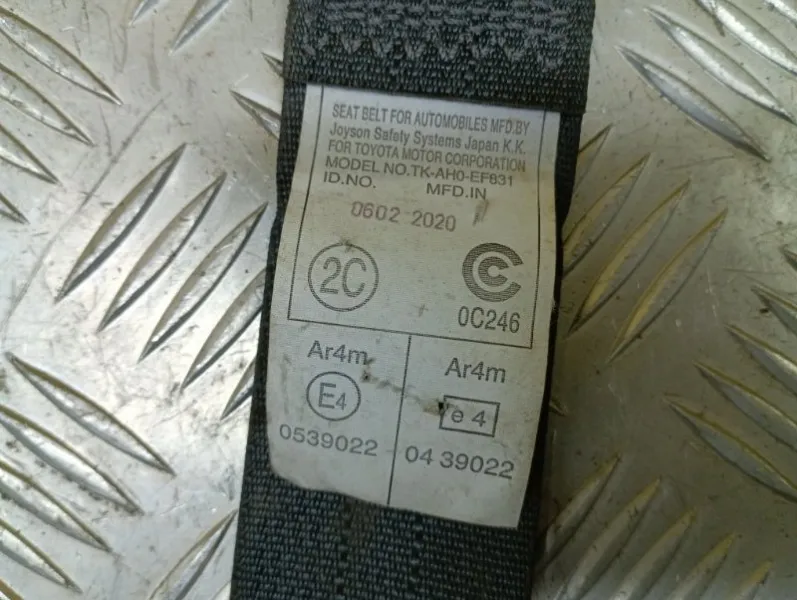 SEAT BELT FOR AUTOMOBILES MFD.BY
Joyson Safety Systems Japan K.K.
FOR TOYOTA MOTOR CORPORATION
MODEL NO.TK-AH0-EF831
ID.NO. MFD.IN
0602 2020
2C
0C246
Ar4m
E4
0539022
Ar4m
e 4
04 39022